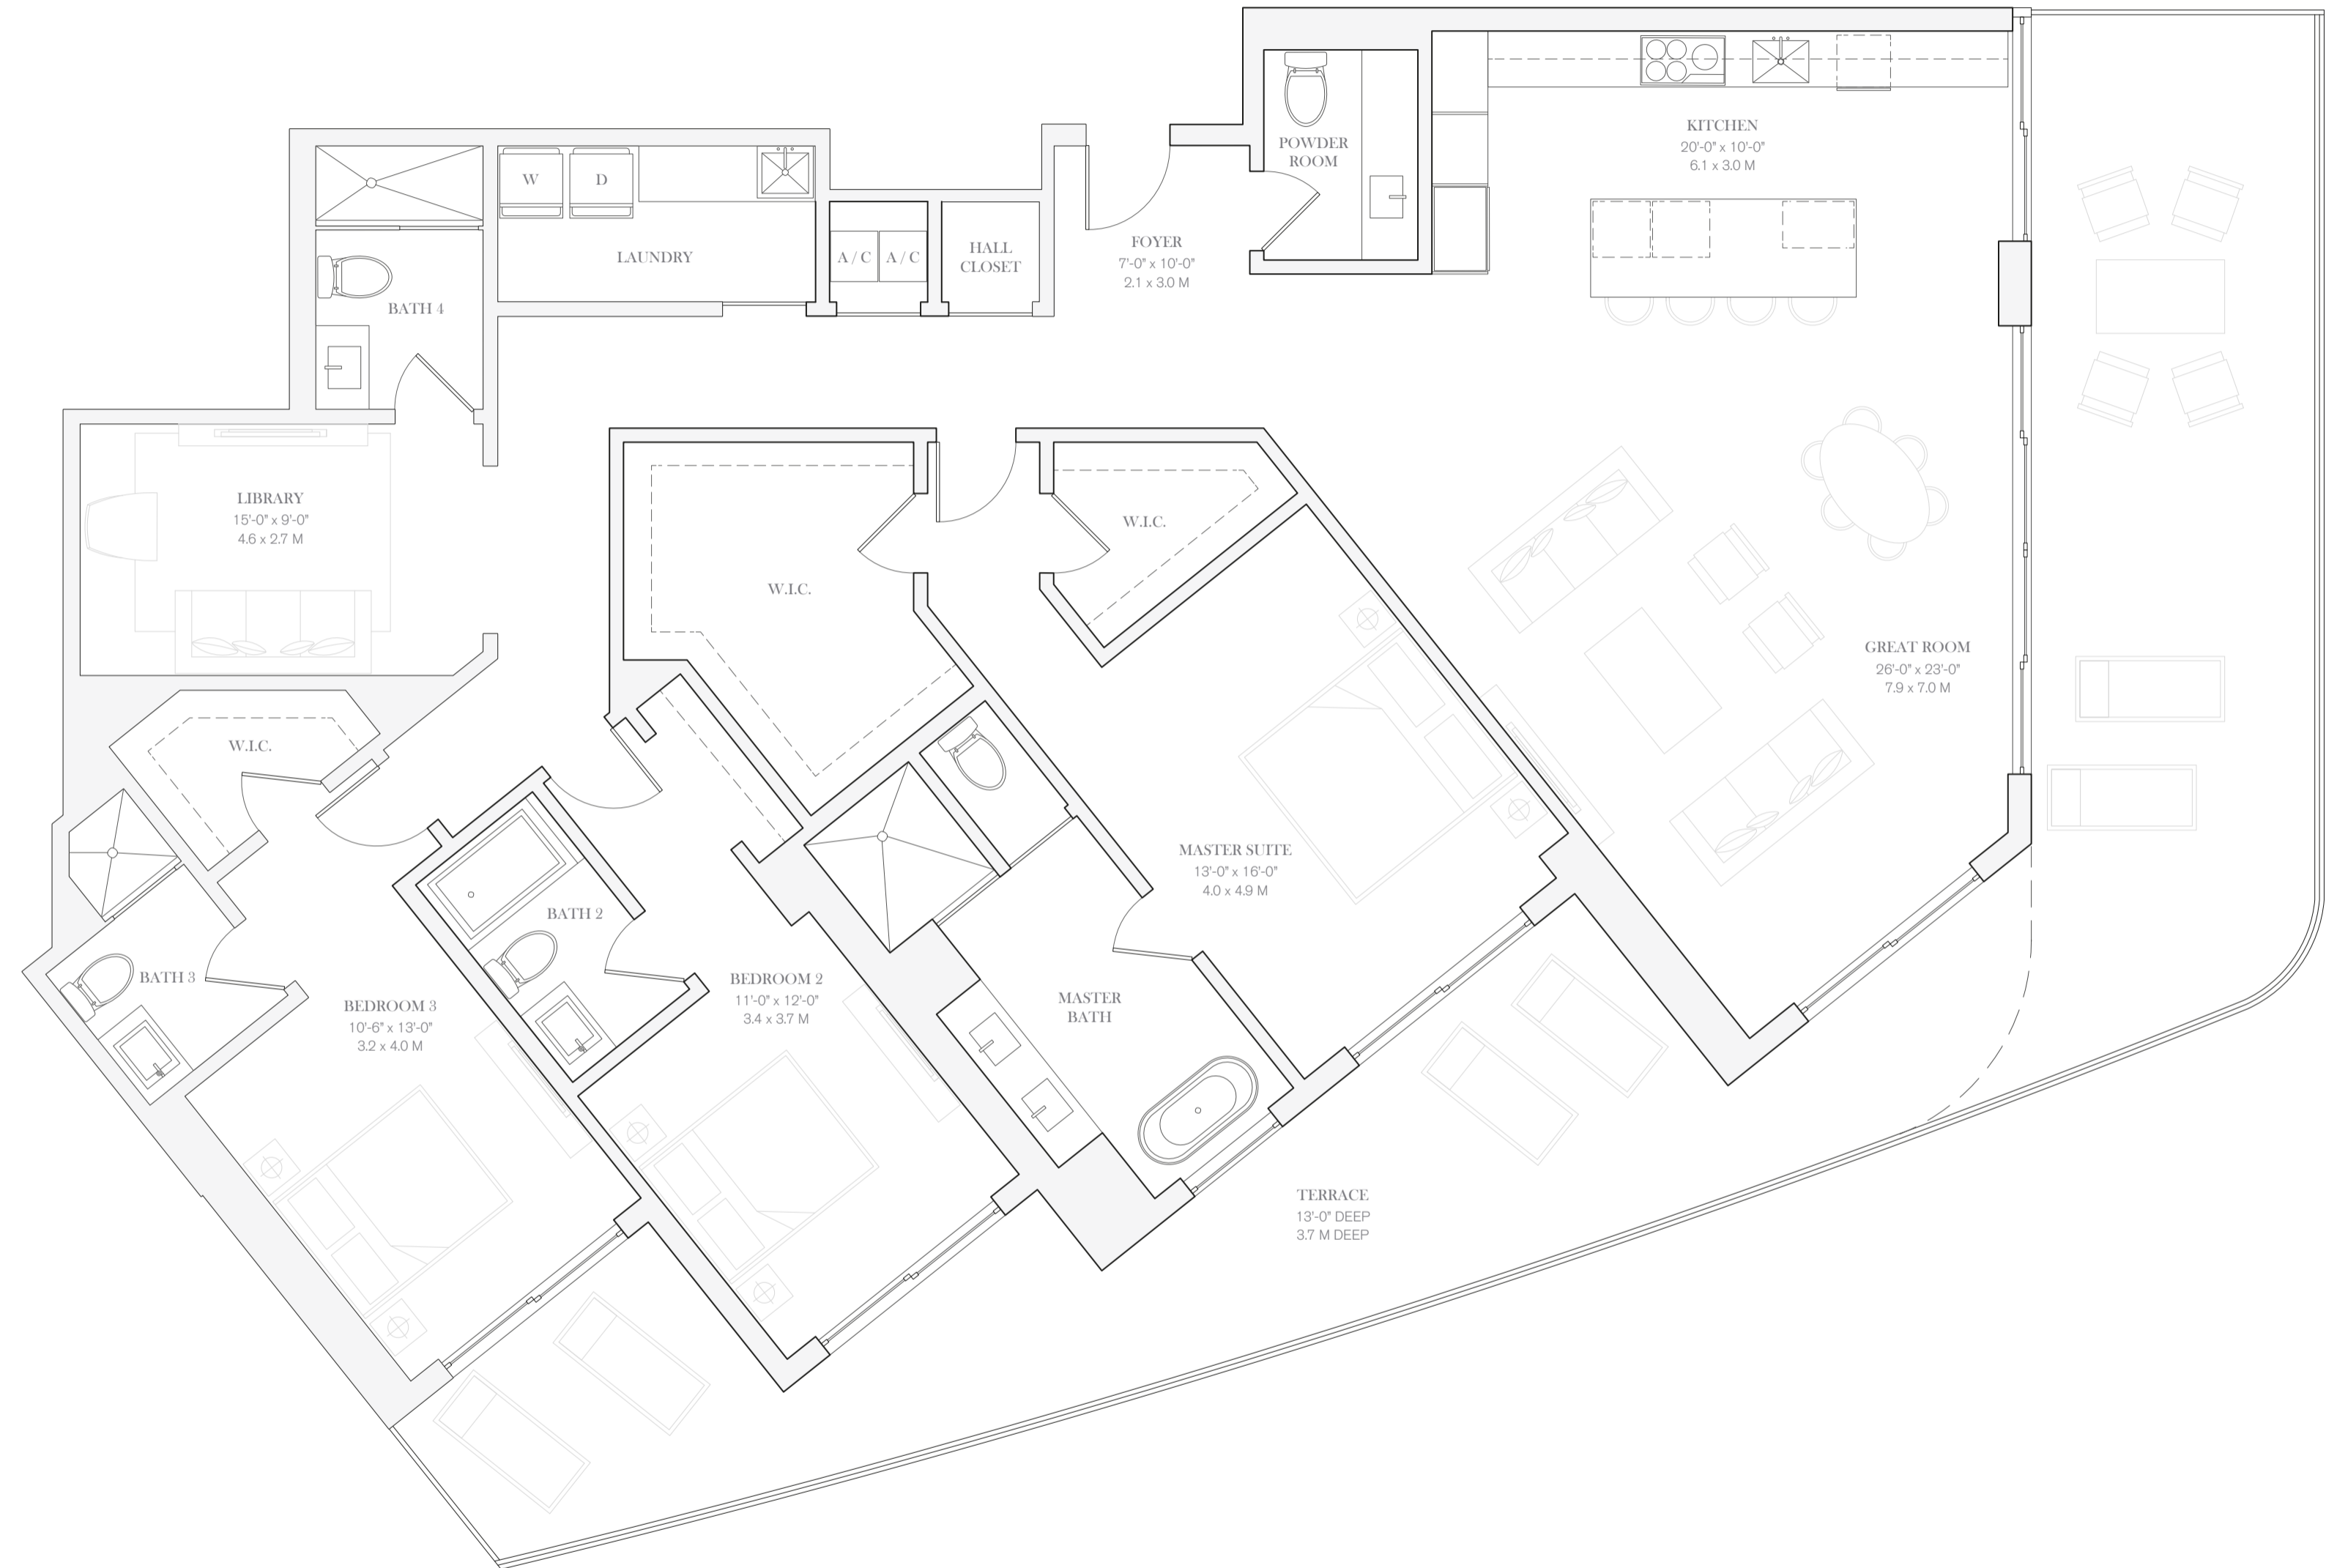 KITCHEN
20'-0" x 10'-0"
6.1 x 3.0 M
POWDER
ROOM
W
D
LAUNDRY
A / C
A / C
HALL
CLOSET
FOYER
7'-0" x 10'-0"
2.1 x 3.0 M
BATH 4
LIBRARY
15'-0" x 9'-0"
4.6 x 2.7 M
W.I.C.
W.I.C.
GREAT ROOM
26'-0" x 23'-0"
7.9 x 7.0 M
W.I.C.
MASTER SUITE
13'-0" x 16'-0"
4.0 x 4.9 M
BATH 2
BATH 3
BEDROOM 2
11'-0" x 12'-0"
3.4 x 3.7 M
BEDROOM 3
10'-6" x 13'-0"
3.2 x 4.0 M
MASTER
BATH
TERRACE
13'-0" DEEP
3.7 M DEEP